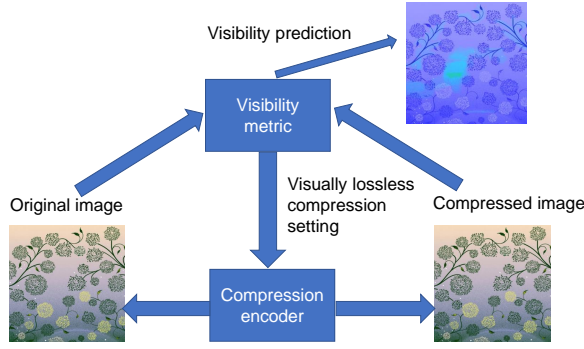 Visibility prediction
Visibility
metric
Original image
Visually lossless
compression
setting
Compressed image
Compression
encoder